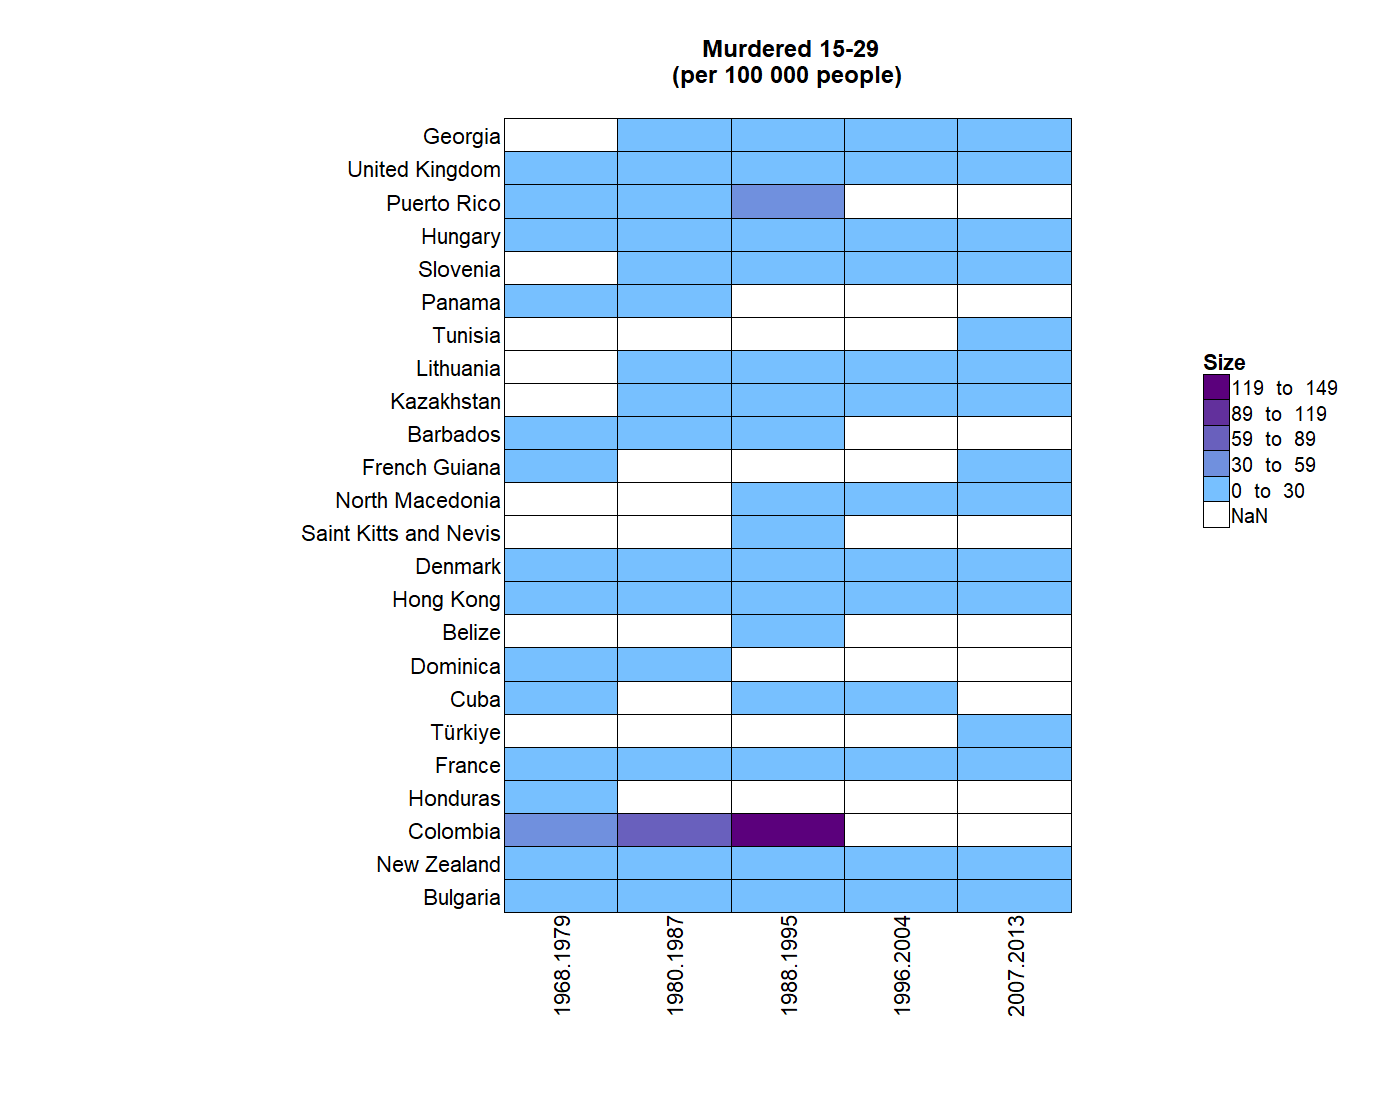 Murdered 15-29
(per 100 000 people)
Georgia
United Kingdom
Puerto Rico
Hungary
Slovenia
Panama
Tunisia
Lithuania
Kazakhstan
Barbados
French Guiana
North Macedonia
Saint Kitts and Nevis
Denmark
Hong Kong
Belize
Dominica
Cuba
Türkiye
France
Honduras
Colombia
New Zealand
Bulgaria
1968.1979
1980.1987
1988.1995
1996.2004
2007.2013
Size
119 to 149
89 to 119
59 to 89
30 to 59
0 to 30
NaN